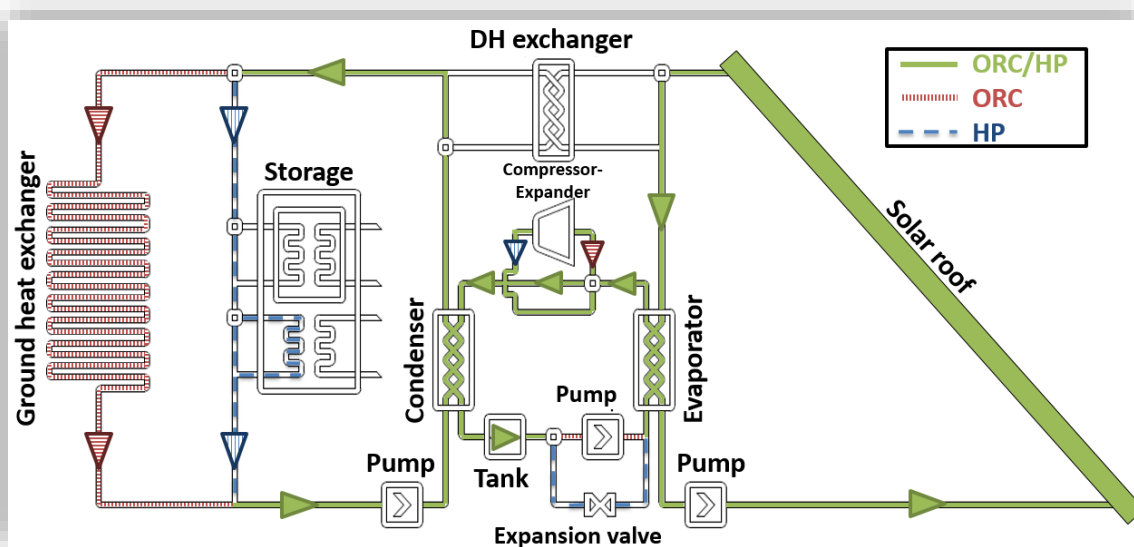 DH exchanger
ORC/HP
ORC
HP
Ground heat exchanger
Storage
Compressor-
Expander
Solar roof
Condenser
Evaporator
Pump
Pump
Tank
Pump
Expansion valve